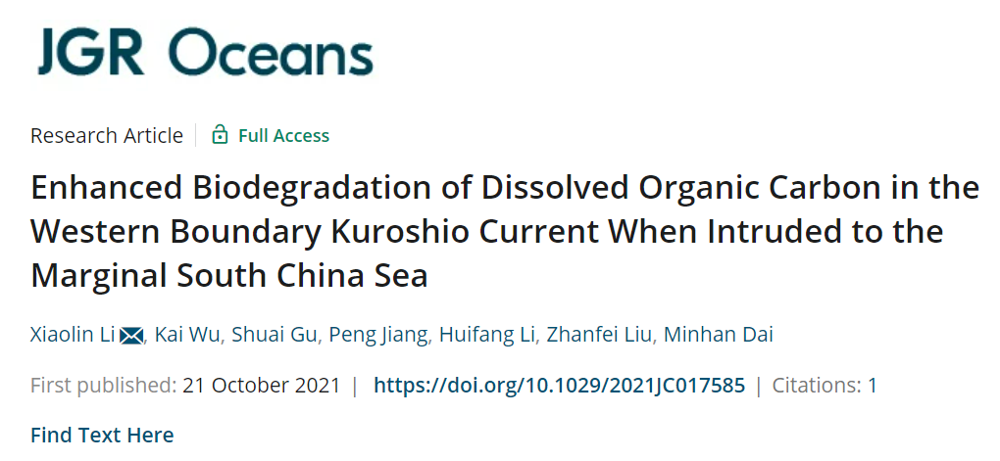 JGR Oceans
Research Article | Full Access
Enhanced Biodegradation of Dissolved Organic Carbon in the
Western Boundary Kuroshio Current When Intruded to the
Marginal South China Sea
Xiaolin Li, Kai Wu, Shuai Gu, Peng Jiang, Huifang Li, Zhanfei Liu, Minhan Dai
First published: 21 October 2021 | https://doi.org/10.1029/2021JC017585 | Citations: 1
Find Text Here